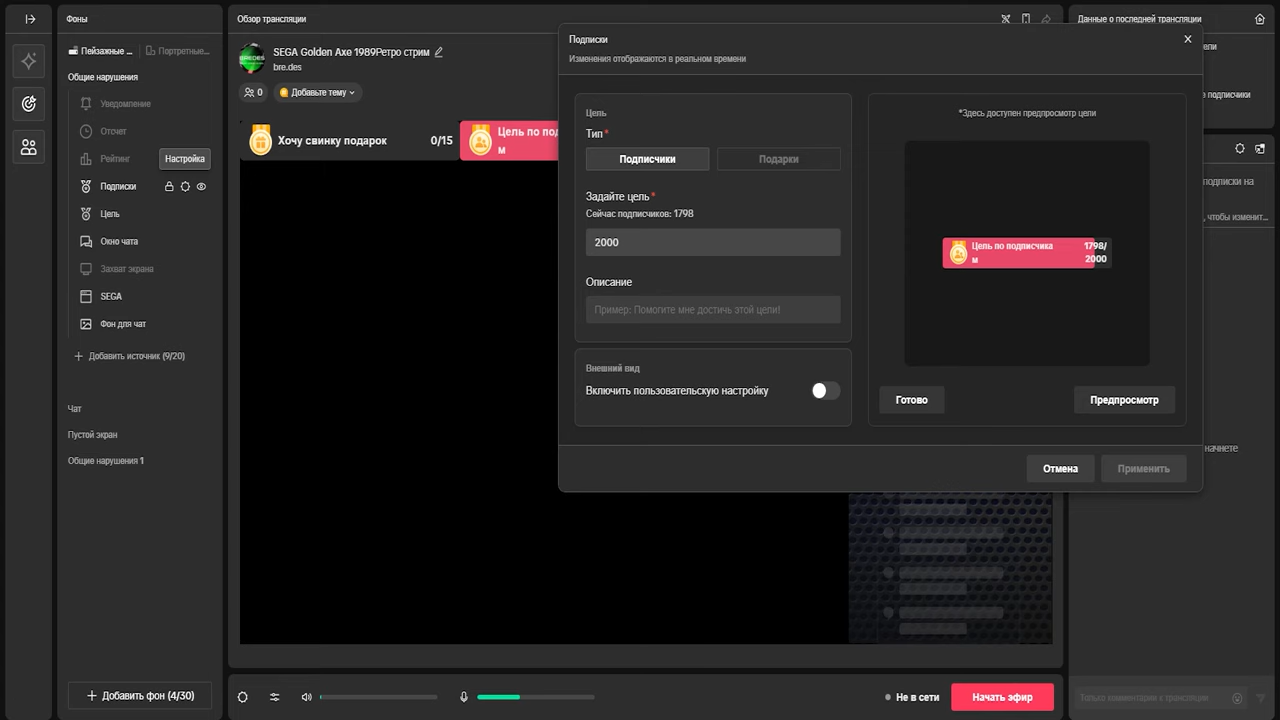 Фоны
Пейзажные ...
Портретные...
Общие нарушения
Уведомление
Отсчет
Рейтинг
Настройка
Подписки
Цель
Окно чата
Захват экрана
SEGA
Фон для чат
Добавить источник (9/20)
Чат
Пустой экран
Общие нарушения 1
Добавить фон (4/30)
Обзор трансляции
SEGA Golden Axe 1989Ретро стрим
bre.des
0
Добавьте тему
Хочу свинку подарок
0/15
Цель по под
м
Подписки
Изменения отображаются в реальном времени
Цель
Тип*
Подписчики
Подарки
Задайте цель*
Сейчас подписчиков: 1798
2000
Описание
Пример: Помогите мне достичь этой цели!
Внешний вид
Включить пользовательскую настройку
*Здесь доступен предпросмотр цели
Цель по подписчика
м
1798/
2000
Готово
Предпросмотр
Отмена
Применить
Не в сети
Начать эфир
Данные о последней трансляции
ели
е подписчики
подписки на
, чтобы изменит...
начнете
Только комментарии к трансляции